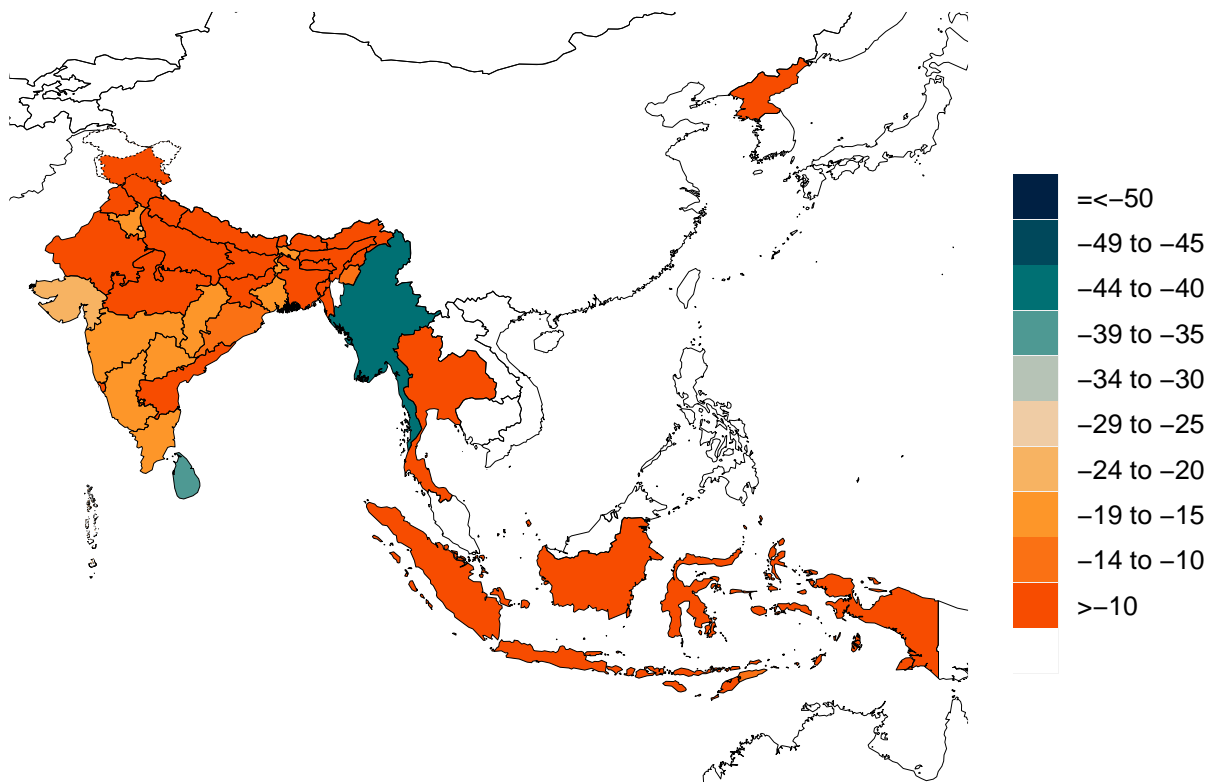 =<−50
−49 to −45
−44 to −40
−39 to −35
−34 to −30
−29 to −25
−24 to −20
−19 to −15
−14 to −10
>−10